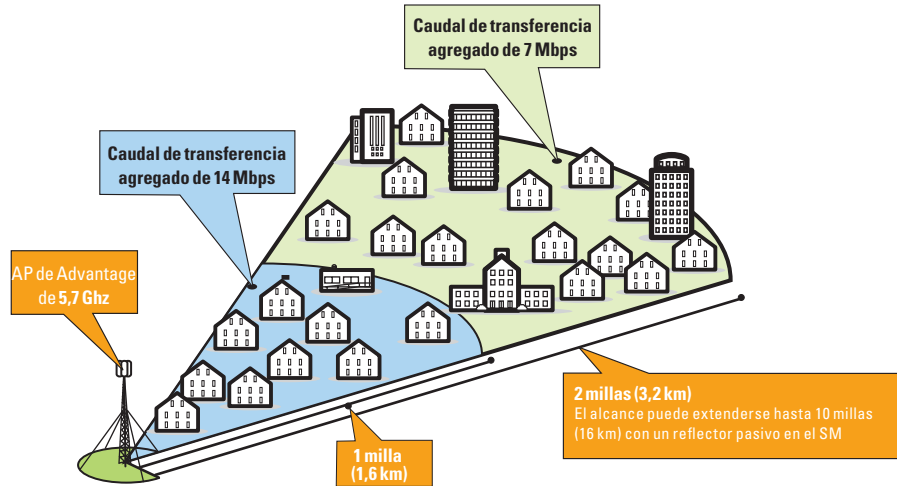 Caudal de transferencia
agregado de 7 Mbps
Caudal de transferencia
agregado de 14 Mbps
AP de Advantage
de 5,7 Ghz
2 millas (3,2 km)
El alcance puede extenderse hasta 10 millas
(16 km) con un reflector pasivo en el SM
1 milla
(1,6 km)